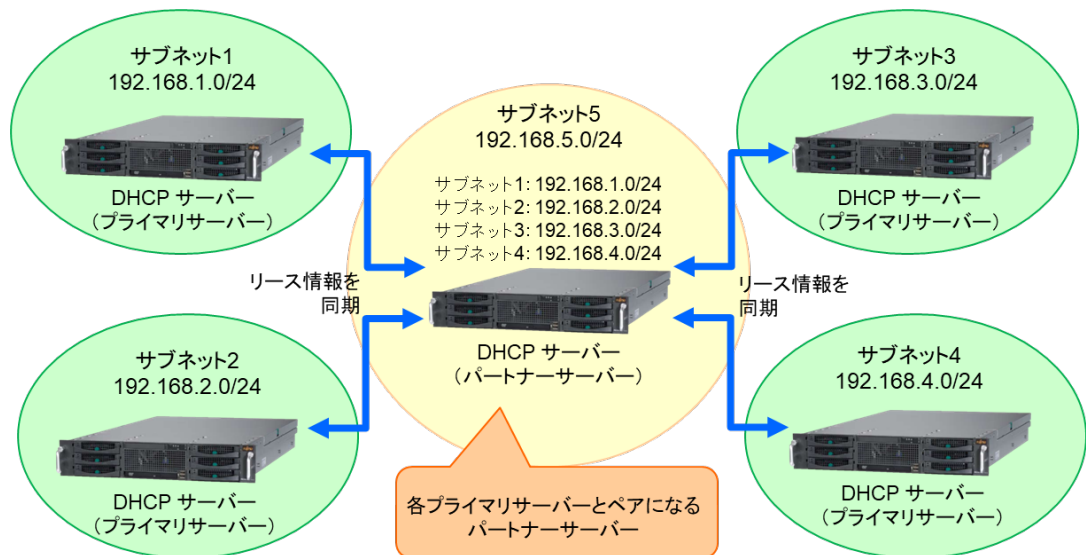 サブネット1
192.168.1.0/24
DHCP サーバー
（プライマリサーバー）
サブネット3
192.168.3.0/24
DHCP サーバー
（プライマリサーバー）
サブネット5
192.168.5.0/24
サブネット1: 192.168.1.0/24
サブネット2: 192.168.2.0/24
サブネット3: 192.168.3.0/24
サブネット4: 192.168.4.0/24
DHCP サーバー
（パートナーサーバー）
リース情報を
同期
リース情報を
同期
サブネット2
192.168.2.0/24
DHCP サーバー
（プライマリサーバー）
サブネット4
192.168.4.0/24
DHCP サーバー
（プライマリサーバー）
各プライマリサーバーとペアになる
パートナーサーバー